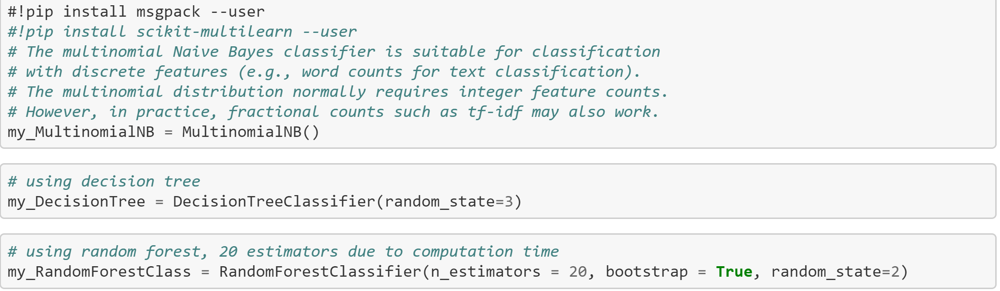 #!pip install msgpack --user
#!pip install scikit-multilearn --user
# The multinomial Naive Bayes classifier is suitable for classification
# with discrete features (e.g., word counts for text classification).
# The multinomial distribution normally requires integer feature counts.
# However, in practice, fractional counts such as tf-idf may also work.
my_MultinomialNB = MultinomialNB()
# using decision tree
my_DecisionTree = DecisionTreeClassifier(random_state=3)
# using random forest, 20 estimators due to computation time
my_RandomForestClass = RandomForestClassifier(n_estimators = 20, bootstrap = True, random_state=2)